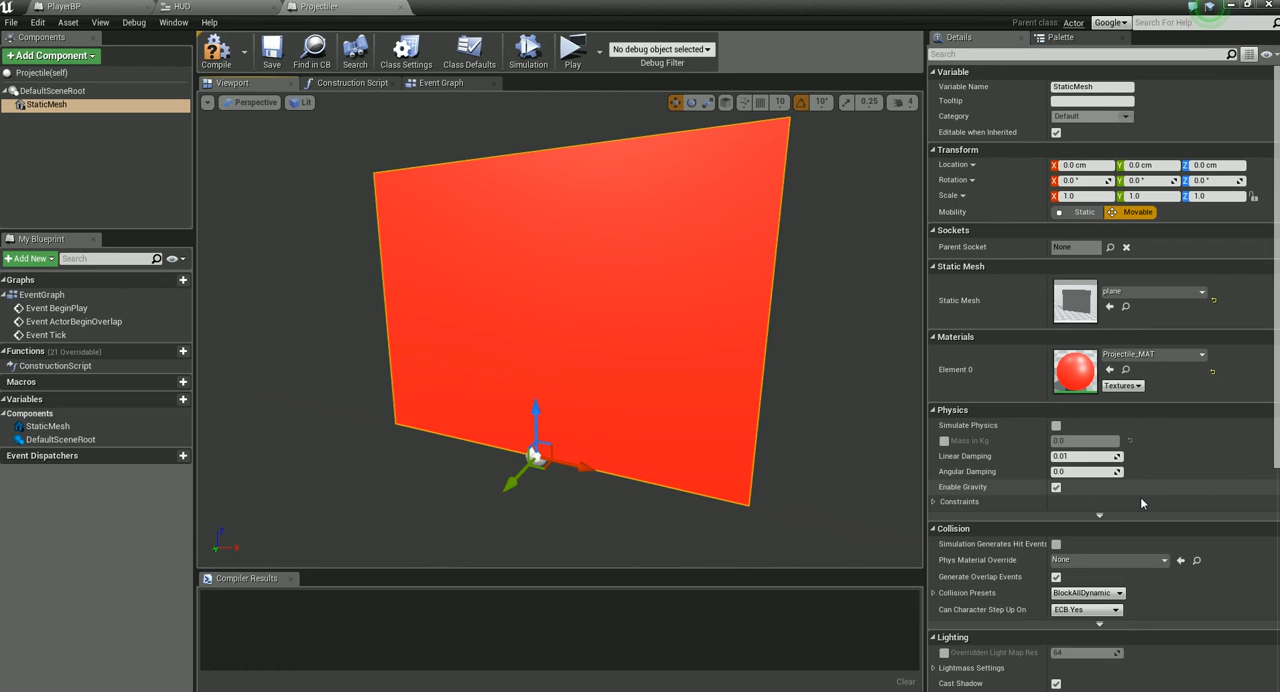 PlayerBP
HUD
Projectile*
File Edit Asset View Debug Window Help
Parent class: Actor
Google
Search For Help
Components
+Add Component
Projectile(self)
DefaultSceneRoot
StaticMesh
Compile
Save
Find in CB
Search
Class Settings
Class Defaults
Simulation
Play
No debug object selected
Debug Filter
Viewport
Construction Script
Event Graph
Perspective
Lit
10
10°
0.25
4
Details
Palette
Search
Variable
Variable Name StaticMesh
Tooltip
Category Default
Editable when Inherited
Transform
Location X 0.0 cm Y 0.0 cm Z 0.0 cm
Rotation X 0.0 ° Y 0.0 ° Z 0.0 °
Scale X 1.0 Y 1.0 Z 1.0
Mobility Static Movable
Sockets
Parent Socket None
Static Mesh
Static Mesh plane
Materials
Element 0 Projectile_MAT
Textures
Physics
Simulate Physics
Mass in Kg 0.0
Linear Damping 0.01
Angular Damping 0.0
Enable Gravity
Constraints
Collision
Simulation Generates Hit Events
Phys Material Override None
Generate Overlap Events
Collision Presets BlockAllDynamic
Can Character Step Up On ECB Yes
Lighting
Overridden Light Map Res 64
Lightmass Settings
Cast Shadow
My Blueprint
+Add New
Search
Graphs
EventGraph
Event BeginPlay
Event ActorBeginOverlap
Event Tick
Functions (21 Overridable)
ConstructionScript
Macros
Variables
Components
StaticMesh
DefaultSceneRoot
Event Dispatchers
Z
X
Y
Compiler Results
Clear